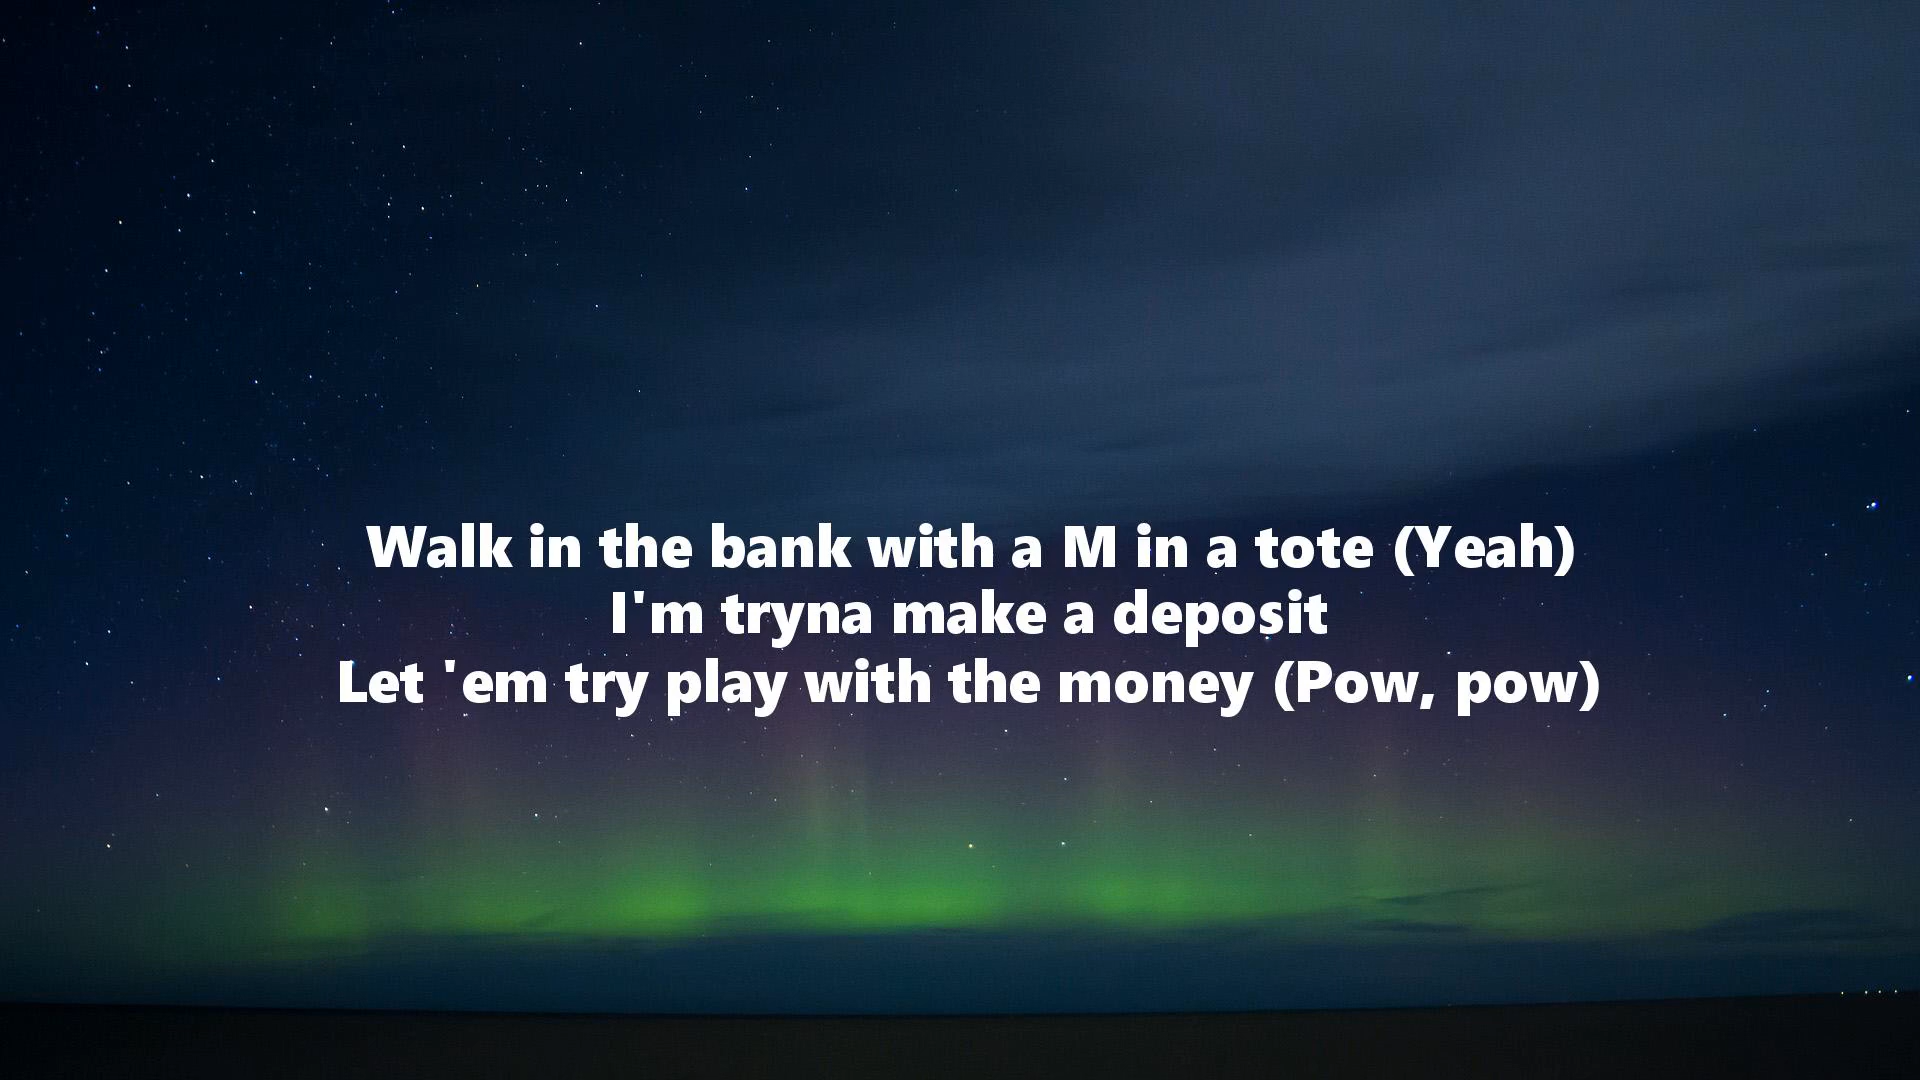 Walk in the bank with a M in a tote (Yeah)
I'm tryna make a deposit
Let 'em try play with the money (Pow, pow)